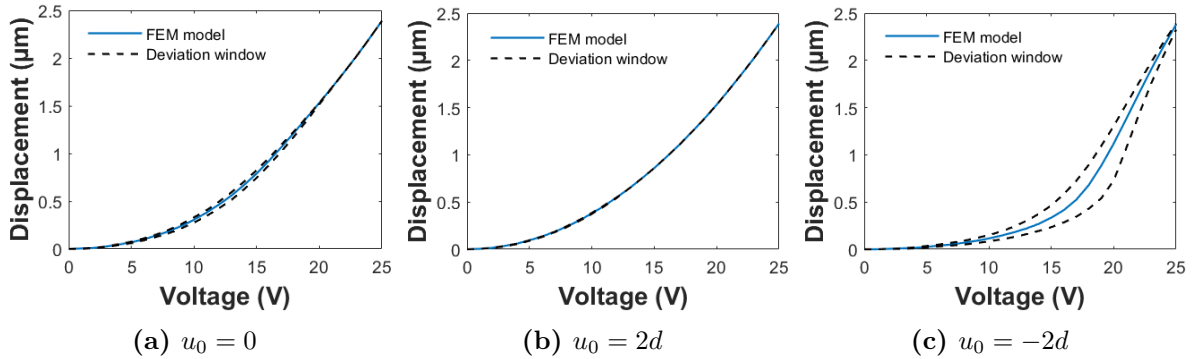 2.5
2
1.5
1
0.5
0
0 5 10 15 20 25
Displacement (µm)
Voltage (V)
FEM model
Deviation window
(a) u₀ = 0
2.5
2
1.5
1
0.5
0
0 5 10 15 20 25
Displacement (µm)
Voltage (V)
FEM model
Deviation window
(b) u₀ = 2d
2.5
2
1.5
1
0.5
0
0 5 10 15 20 25
Displacement (µm)
Voltage (V)
FEM model
Deviation window
(c) u₀ = −2d